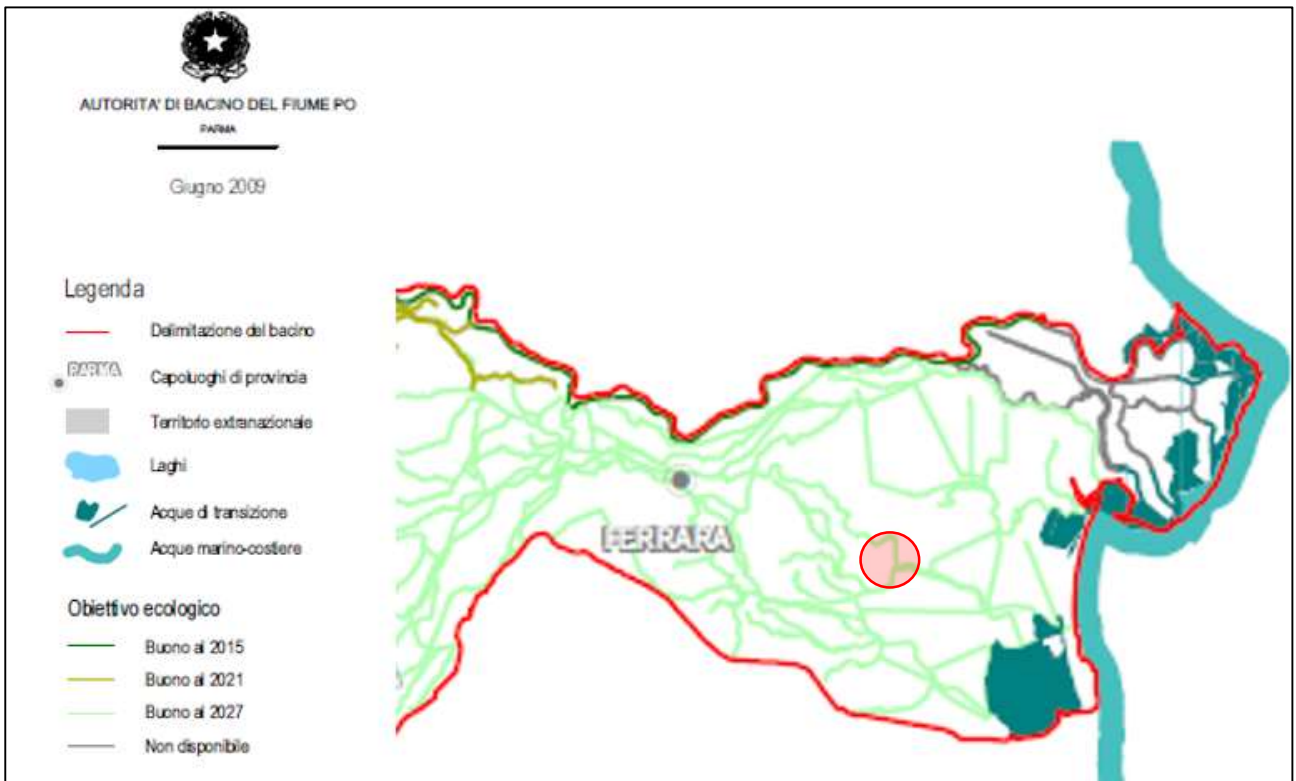 AUTORITA' DI BACINO DEL FIUME PO
PARMA
Giugno 2009
Legenda
Delimitazione del bacino
PARMA
Capoluoghi di provincia
Territorio extranazionale
Laghi
Acque di transizione
Acque marino-costiere
Obiettivo ecologico
Buono al 2015
Buono al 2021
Buono al 2027
Non disponibile
FERRARA